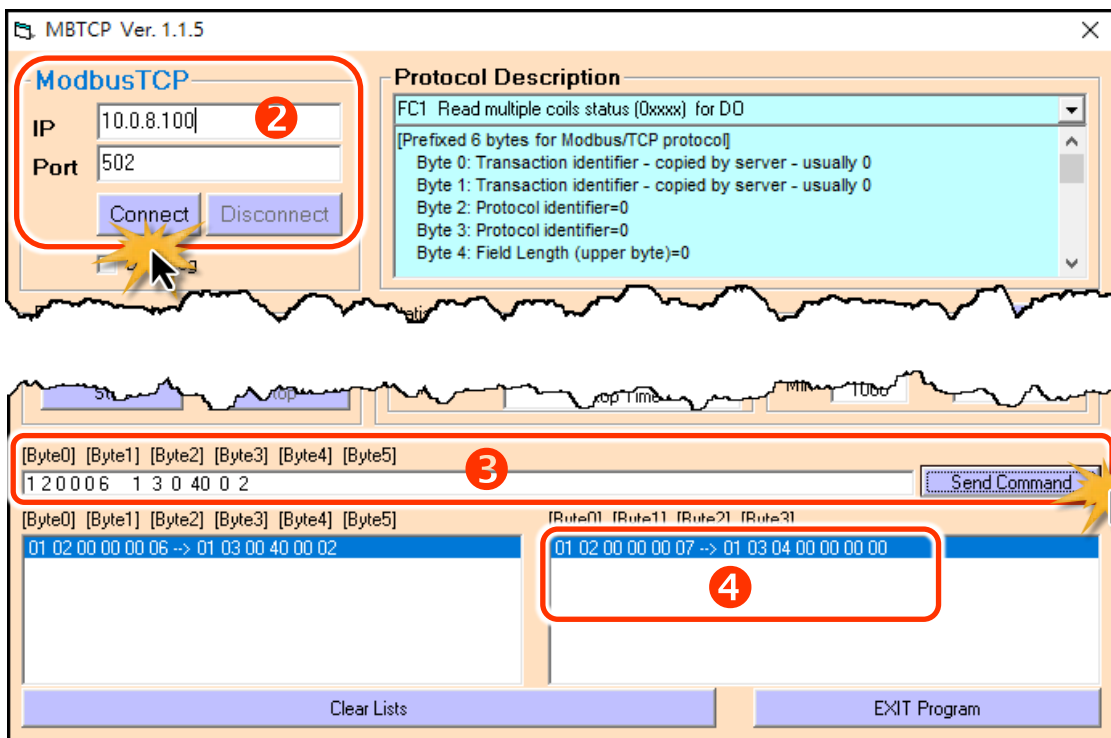 MBTCP Ver. 1.1.5
ModbusTCP
IP 10.0.8.100
Port 502
Connect Disconnect
2
Protocol Description
FC1 Read multiple coils status (0xxxx) for DO
[Prefixed 6 bytes for Modbus/TCP protocol]
Byte 0: Transaction identifier - copied by server - usually 0
Byte 1: Transaction identifier - copied by server - usually 0
Byte 2: Protocol identifier=0
Byte 3: Protocol identifier=0
Byte 4: Field Length (upper byte)=0
[Byte0] [Byte1] [Byte2] [Byte3] [Byte4] [Byte5]
1 2 0 0 0 6 1 3 0 40 0 2
3
Send Command
[Byte0] [Byte1] [Byte2] [Byte3] [Byte4] [Byte5]
01 02 00 00 00 06 --> 01 03 00 40 00 02
[Byte0] [Byte1] [Byte2] [Byte3]
01 02 00 00 00 07 --> 01 03 04 00 00 00 00
4
Clear Lists
EXIT Program